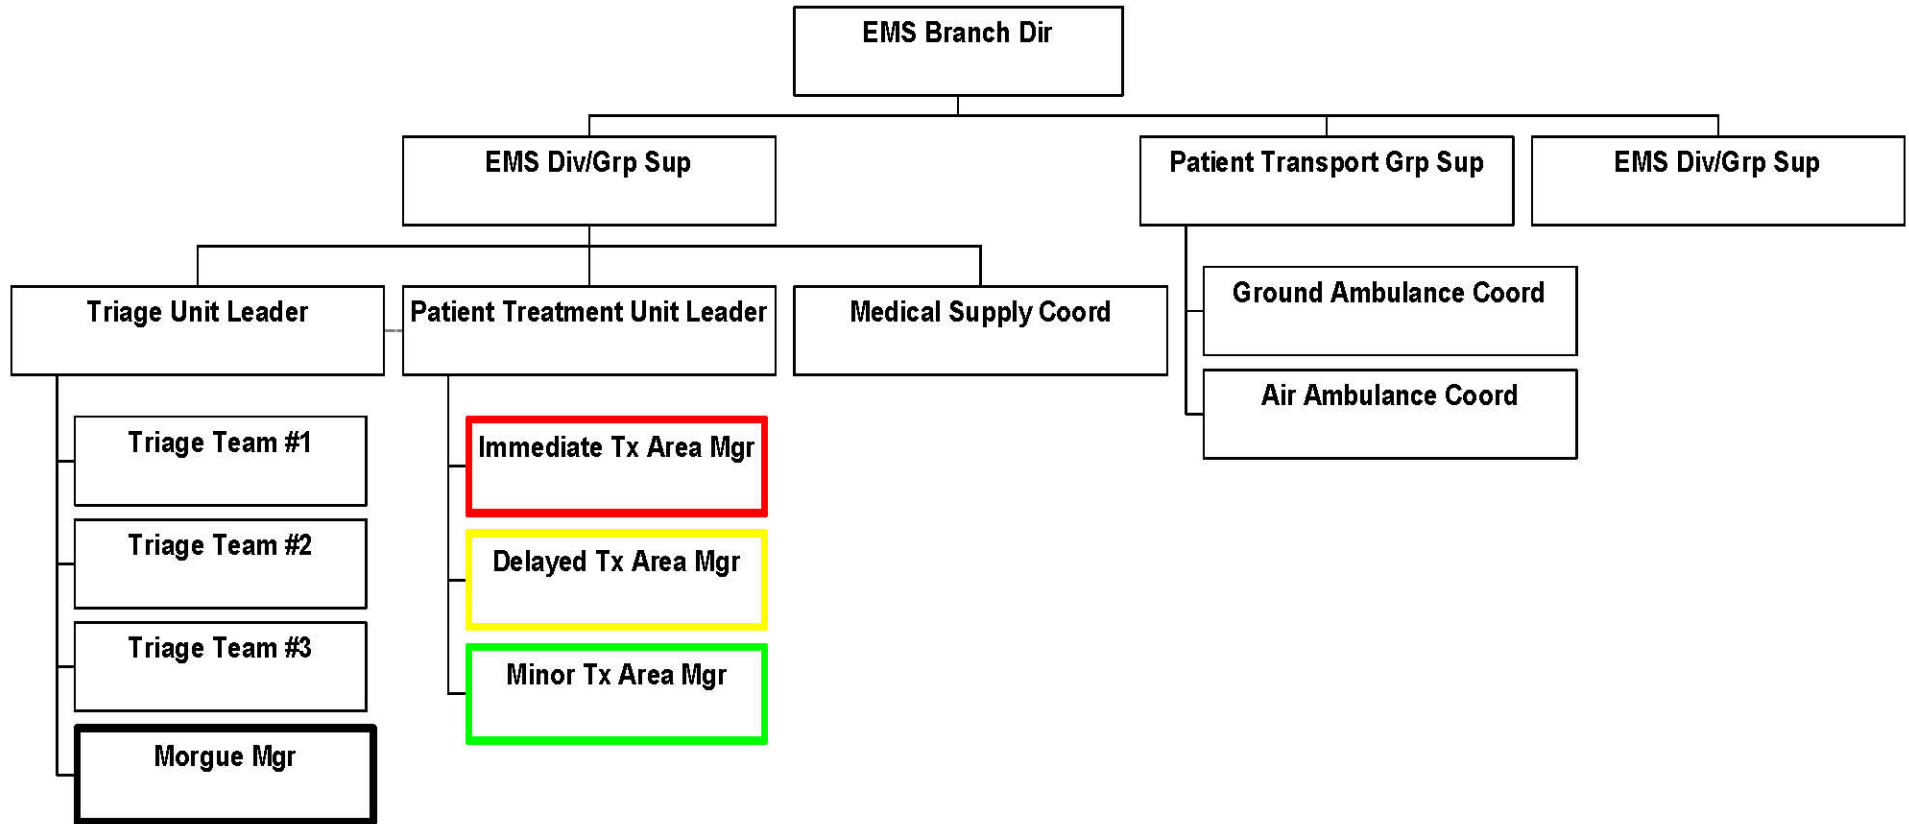 EMS Branch Dir
EMS Div/Grp Sup
Patient Transport Grp Sup
EMS Div/Grp Sup
Triage Unit Leader
Patient Treatment Unit Leader
Medical Supply Coord
Ground Ambulance Coord
Air Ambulance Coord
Triage Team #1
Triage Team #2
Triage Team #3
Morgue Mgr
Immediate Tx Area Mgr
Delayed Tx Area Mgr
Minor Tx Area Mgr